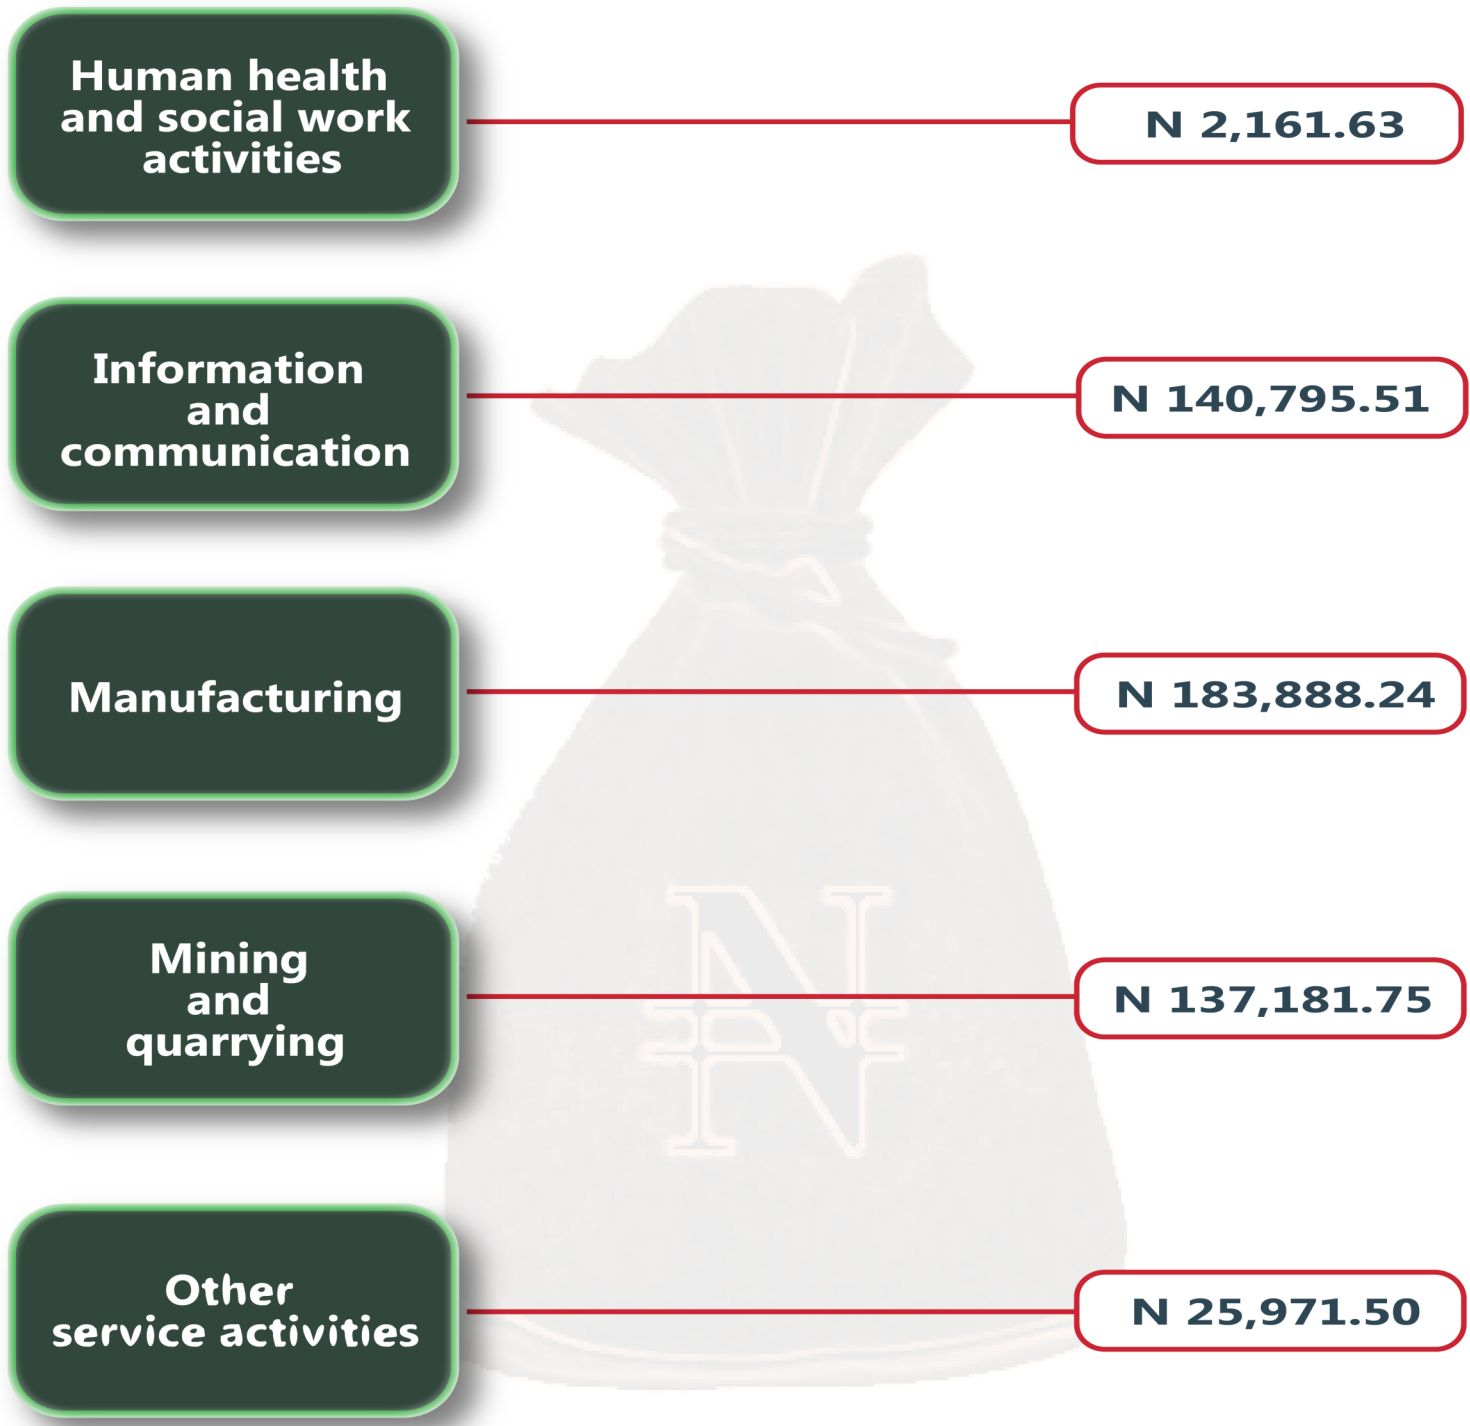 Human health
and social work
activities
N 2,161.63
Information
and
communication
N 140,795.51
Manufacturing
N 183,888.24
Mining
and
quarrying
N 137,181.75
₦
Other
service activities
N 25,971.50